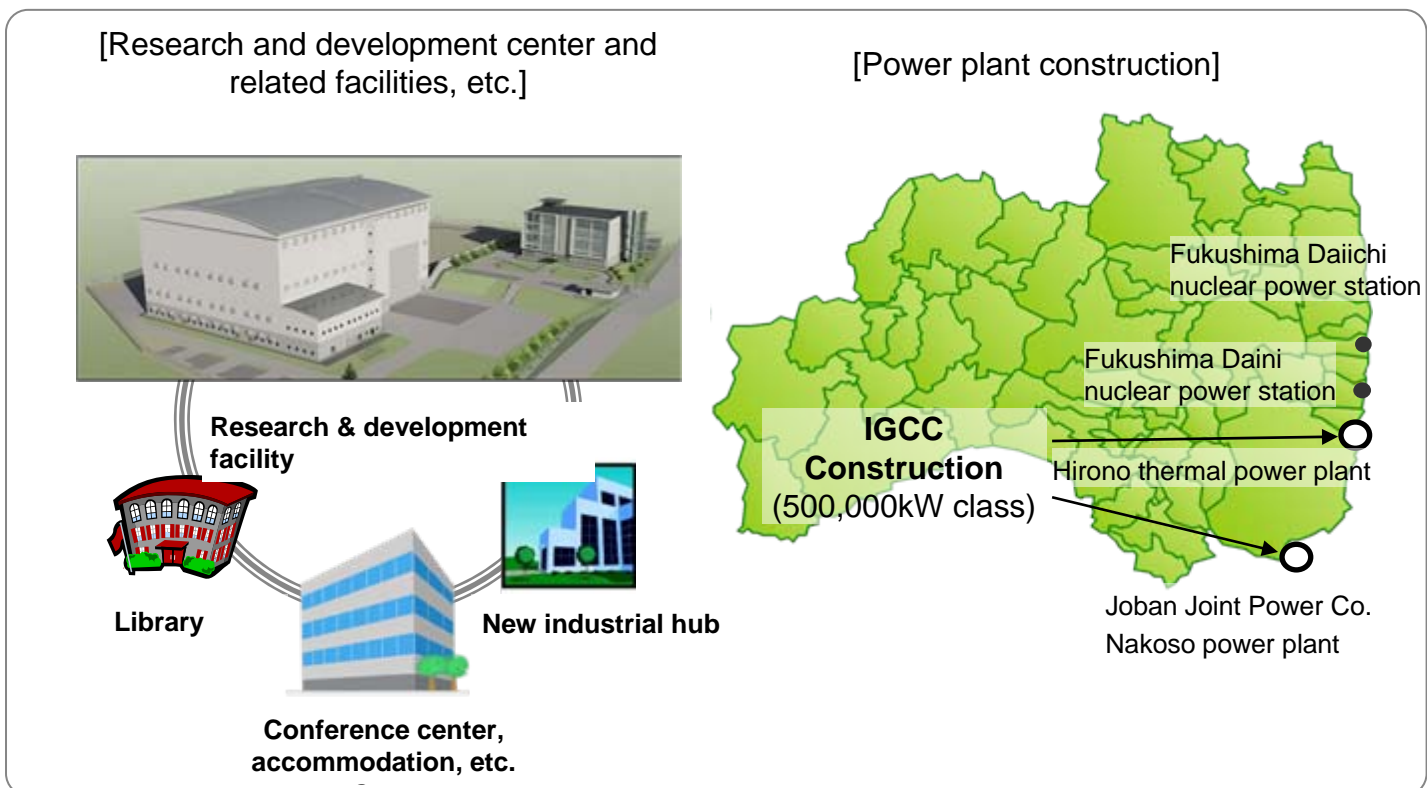 [Research and development center and
related facilities, etc.]
Research & development
facility
Library
New industrial hub
Conference center,
accommodation, etc.
[Power plant construction]
Fukushima Daiichi
nuclear power station
Fukushima Daini
nuclear power station
IGCC
Construction
(500,000kW class)
Hirono thermal power plant
Joban Joint Power Co.
Nakoso power plant